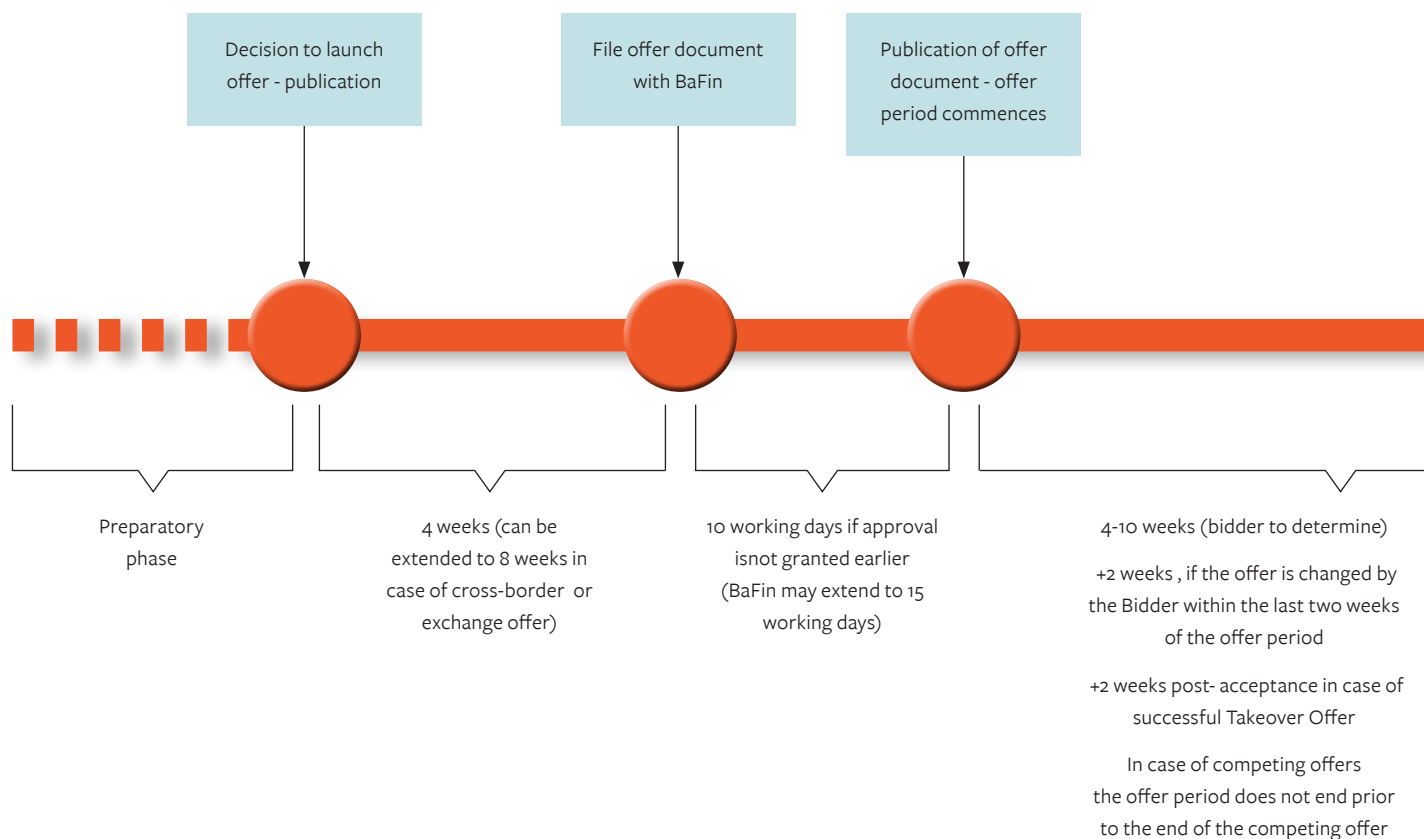 Decision to launch
offer - publication
File offer document
with BaFin
Publication of offer
document - offer
period commences
Preparatory
phase
4 weeks (can be
extended to 8 weeks in
case of cross-border or
exchange offer)
10 working days if approval
isnot granted earlier
(BaFin may extend to 15
working days)
4-10 weeks (bidder to determine)
+2 weeks , if the offer is changed by
the Bidder within the last two weeks
of the offer period
+2 weeks post- acceptance in case of
successful Takeover Offer
In case of competing offers
the offer period does not end prior
to the end of the competing offer